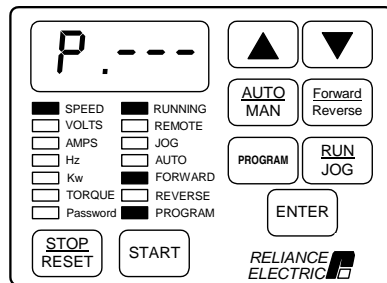 P.---
SPEED
RUNNING
VOLTS
REMOTE
AMPS
JOG
Hz
AUTO
Kw
FORWARD
TORQUE
REVERSE
Password
PROGRAM
AUTO
MAN
Forward
Reverse
PROGRAM
RUN
JOG
ENTER
STOP
RESET
START
RELIANCE
ELECTRIC